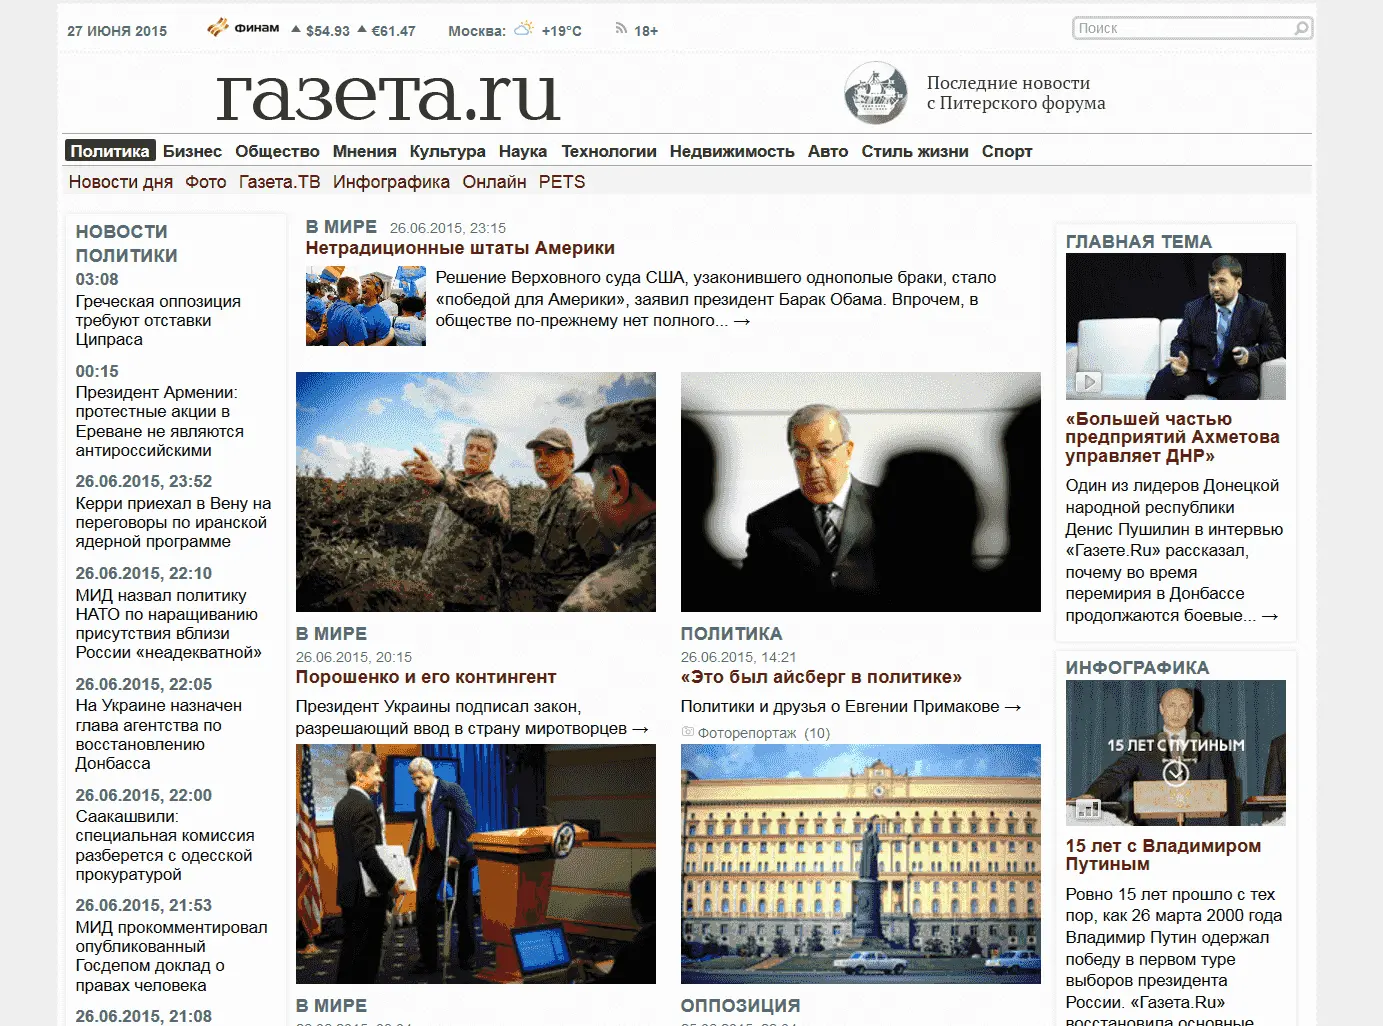 27 ИЮНЯ 2015
Финам
$54.93
€61.47
Москва:
+19°C
18+
Поиск
газета.ru
Последние новости
с Питерского форума
Политика Бизнес Общество Мнения Культура Наука Технологии Недвижимость Авто Стиль жизни Спорт
Новости дня Фото Газета.ТВ Инфографика Онлайн PETS
НОВОСТИ
ПОЛИТИКИ
03:08
Греческая оппозиция
требуют отставки
Ципраса
00:15
Президент Армении:
протестные акции в
Ереване не являются
антироссийскими
26.06.2015, 23:52
Керри приехал в Вену на
переговоры по иранской
ядерной программе
26.06.2015, 22:10
МИД назвал политику
НАТО по наращиванию
присутствия вблизи
России «неадекватной»
26.06.2015, 22:05
На Украине назначен
глава агентства по
восстановлению
Донбасса
26.06.2015, 22:00
Саакашвили:
специальная комиссия
разберется с одесской
прокуратурой
26.06.2015, 21:53
МИД прокомментировал
опубликованный
Госдепом доклад о
правах человека
26.06.2015, 21:08
В МИРЕ 26.06.2015, 23:15
Нетрадиционные штаты Америки
Решение Верховного суда США, узаконившего однополые браки, стало
«победой для Америки», заявил президент Барак Обама. Впрочем, в
обществе по-прежнему нет полного... →
В МИРЕ
26.06.2015, 20:15
Порошенко и его контингент
Президент Украины подписал закон,
разрешающий ввод в страну миротворцев →
В МИРЕ
ПОЛИТИКА
26.06.2015, 14:21
«Это был айсберг в политике»
Политики и друзья о Евгении Примакове →
Фоторепортаж (10)
ОППОЗИЦИЯ
ГЛАВНАЯ ТЕМА
«Большей частью
предприятий Ахметова
управляет ДНР»
Один из лидеров Донецкой
народной республики
Денис Пушилин в интервью
«Газете.Ru» рассказал,
почему во время
перемирия в Донбассе
продолжаются боевые... →
ИНФОГРАФИКА
15 ЛЕТ С ПУТИНЫМ
15 лет с Владимиром
Путиным
Ровно 15 лет прошло с тех
пор, как 26 марта 2000 года
Владимир Путин одержал
победу в первом туре
выборов президента
России. «Газета.Ru»
восстановила основные